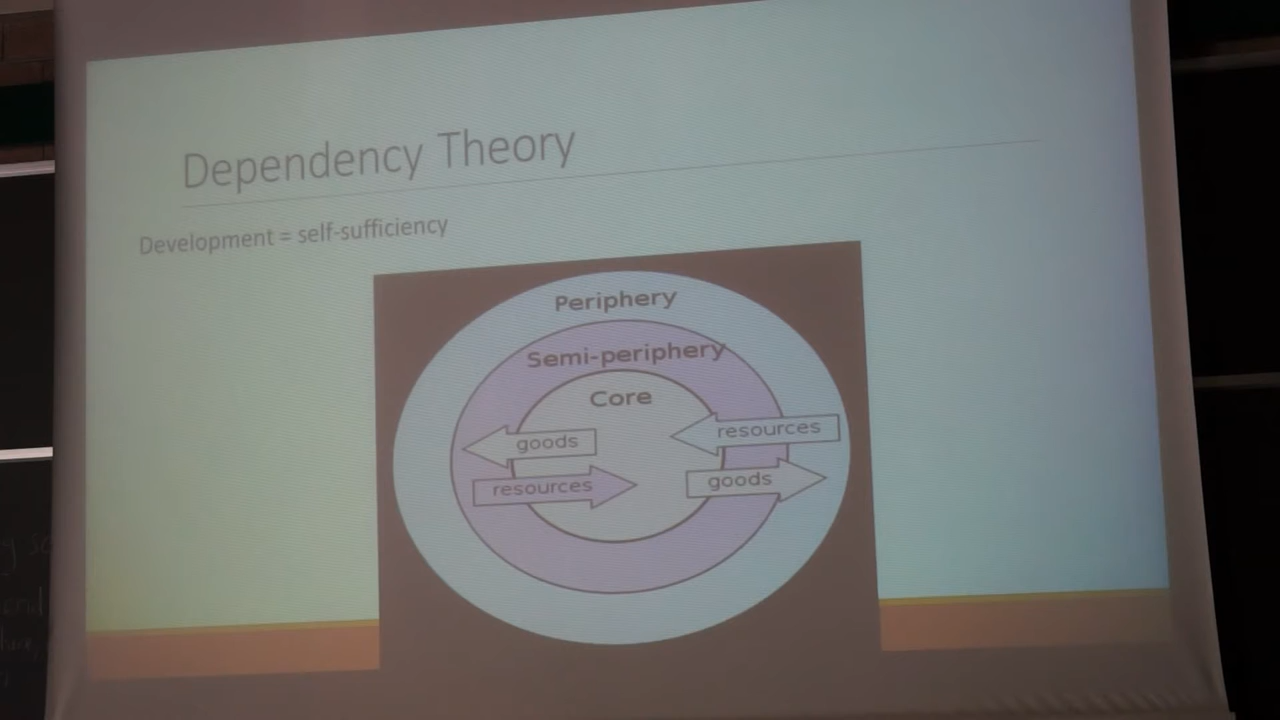 Dependency Theory
Development = self-sufficiency
Periphery
Semi-periphery
Core
goods
resources
resources
goods